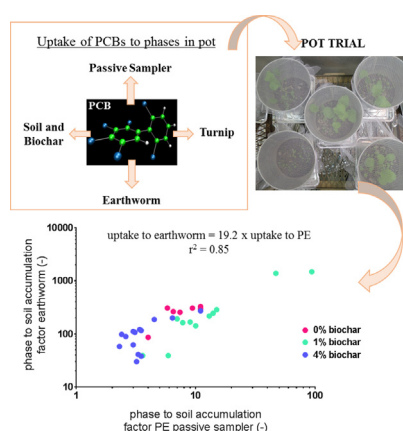 Uptake of PCBs to phases in pot
POT TRIAL
Passive Sampler
PCB
Soil and
Biochar
Turnip
Earthworm
uptake to earthworm = 19.2 x uptake to PE
r² = 0.85
phase to soil accumulation
factor earthworm (-)
10000
1000
100
10
0% biochar
1% biochar
4% biochar
1
10
100
phase to soil accumulation
factor PE passive sampler (-)